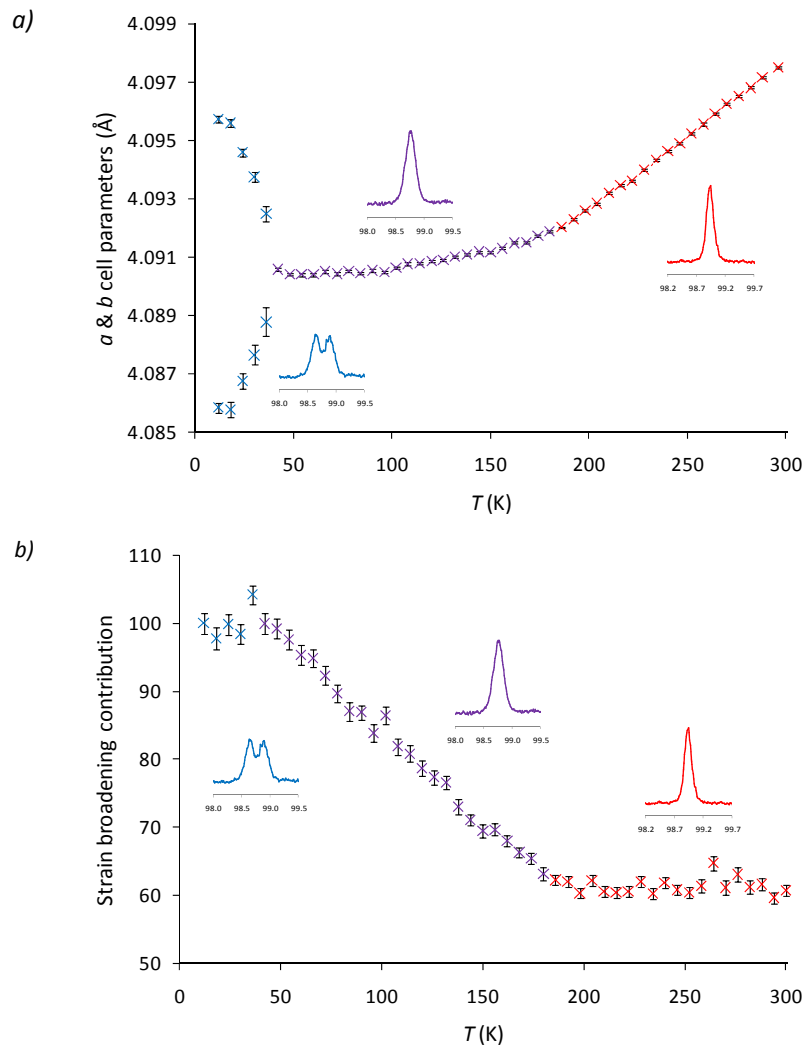 a)
4.099
4.097
4.095
4.093
4.091
4.089
4.087
4.085
a & b cell parameters (Å)
98.0 98.5 99.0 99.5
98.2 98.7 99.2 99.7
98.0 98.5 99.0 99.5
0 50 100 150 200 250 300
T (K)
b)
110
100
90
80
70
60
50
Strain broadening contribution
98.0 98.5 99.0 99.5
98.0 98.5 99.0 99.5
98.2 98.7 99.2 99.7
0 50 100 150 200 250 300
T (K)